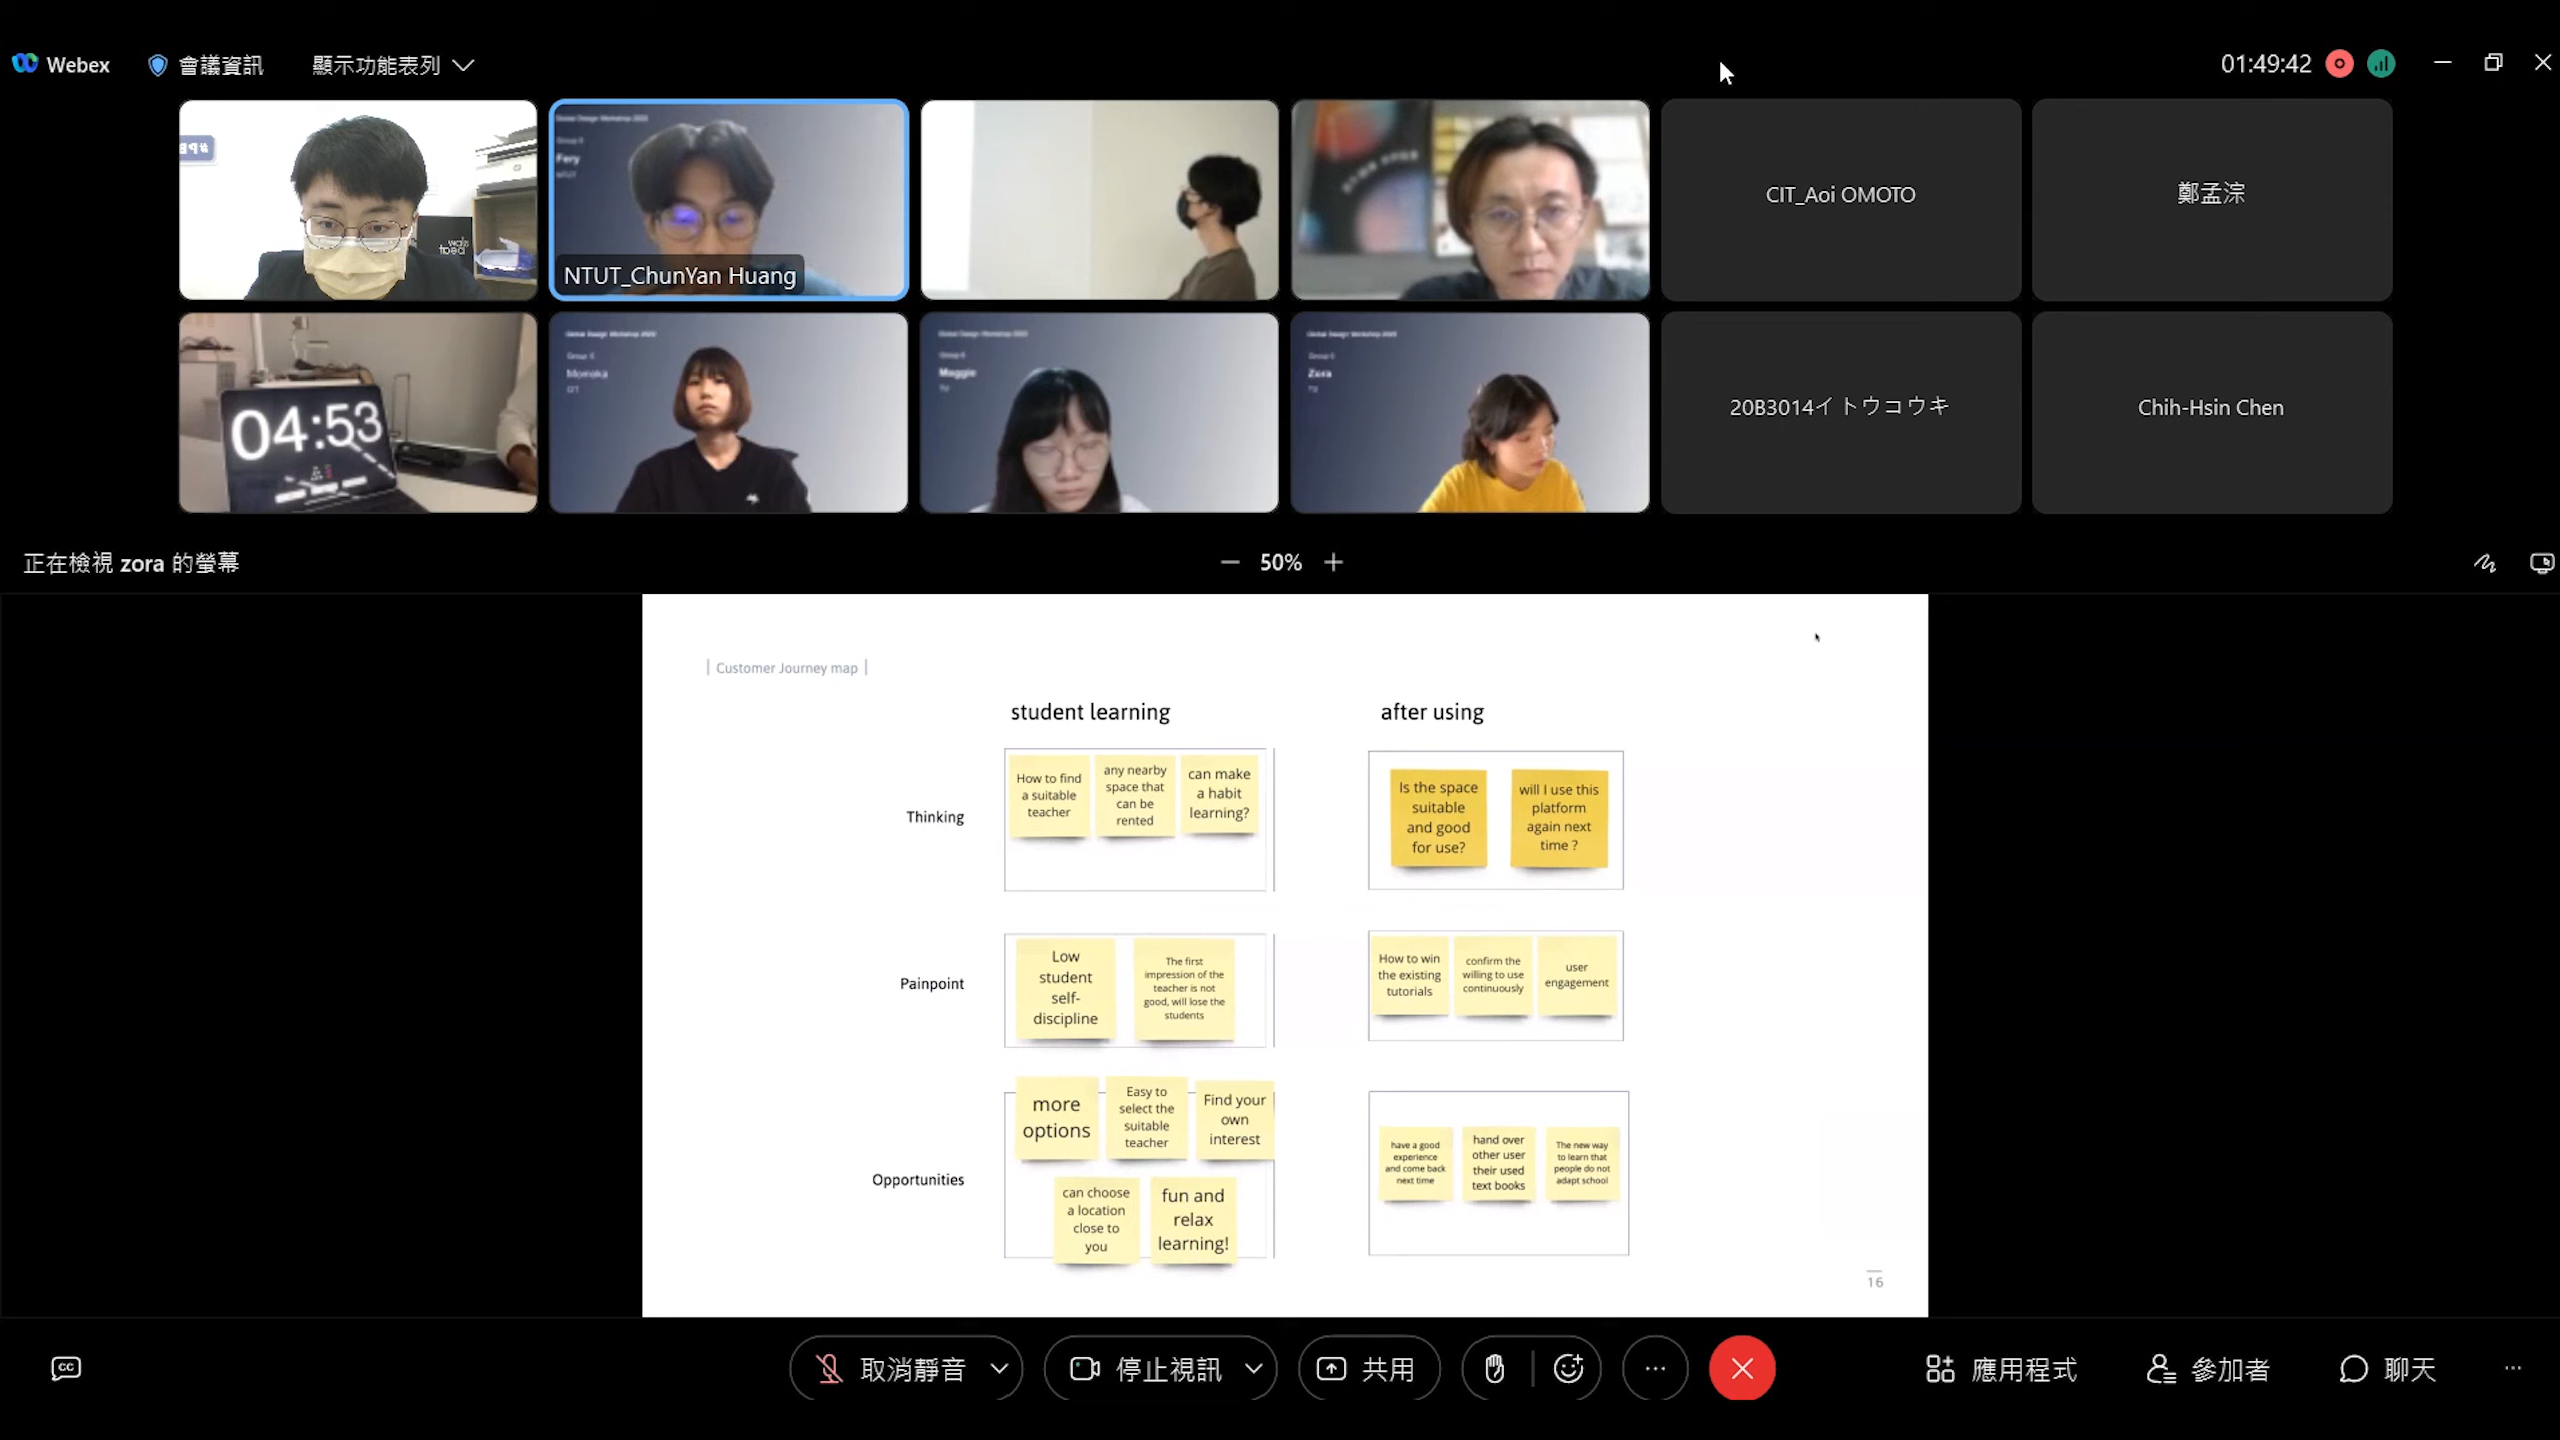 Webex 會議資訊 顯示功能表列
01:49:42
Global Design Workshop 2023
Fery
NTUT_ChunYan Huang
CIT_Aoi OMOTO
鄭孟淙
04:53
Momoka
Maggie
Zora
20B3014イトウコウキ
Chih-Hsin Chen
正在檢視 zora 的螢幕
50%
Customer Journey map
student learning
after using
Thinking
How to find
a suitable
teacher
any nearby
space that
can be
rented
can make
a habit
learning?
Is the space
suitable
and good
for use?
will I use this
platform
again next
time ?
Painpoint
Low
student
self-
discipline
The first
impression of the
teacher is not
good, will lose the
students
How to win
the existing
tutorials
confirm the
willing to use
continuously
user
engagement
Opportunities
more
options
Easy to
select the
suitable
teacher
Find your
own
interest
can choose
a location
close to
you
fun and
relax
learning!
have a good
experience
and come back
next time
hand over
other user
their used
text books
The new way
to learn that
people do not
adapt school
16
CC
取消靜音
停止視訊
共用
應用程式
參加者
聊天